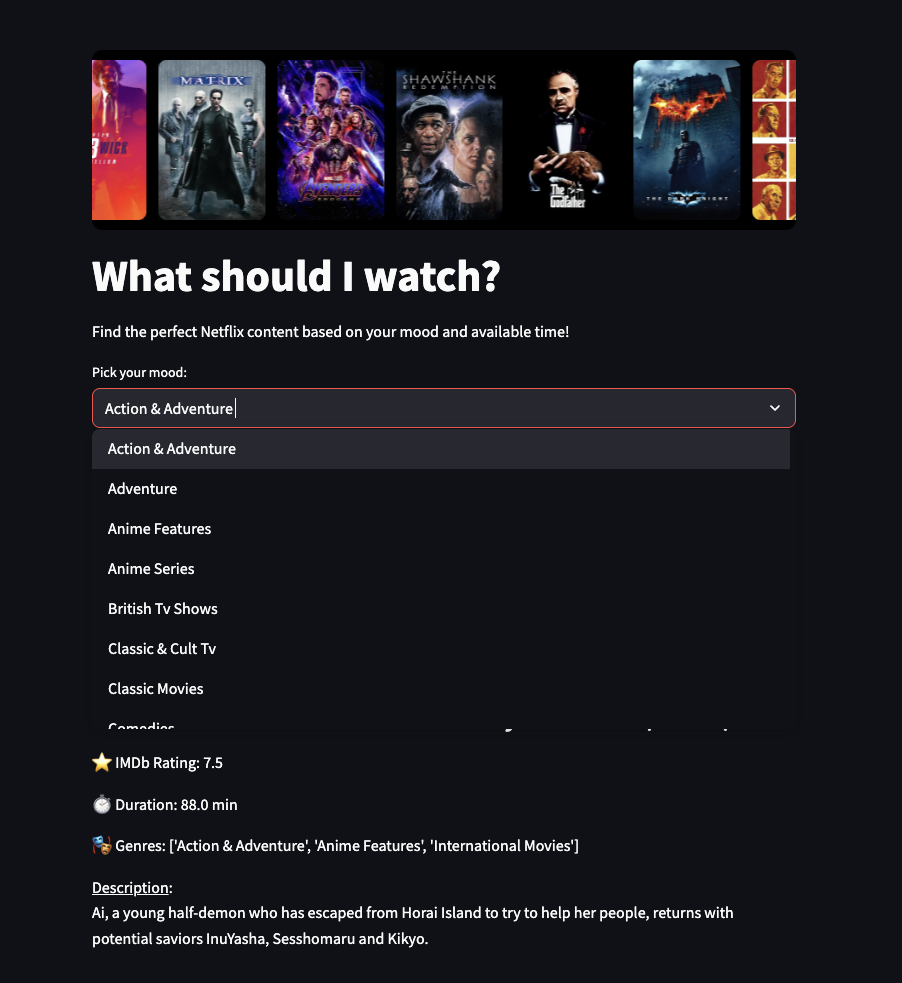 WICK
THE MATRIX
AVENGERS
ENDGAME
THE
SHAWSHANK
REDEMPTION
The
Godfather
THE DARK KNIGHT
What should I watch?
Find the perfect Netflix content based on your mood and available time!
Pick your mood:
Action & Adventure
Action & Adventure
Adventure
Anime Features
Anime Series
British Tv Shows
Classic & Cult Tv
Classic Movies
Comedies
⭐ IMDb Rating: 7.5
⏱️ Duration: 88.0 min
🎭 Genres: ['Action & Adventure', 'Anime Features', 'International Movies']
Description:
Ai, a young half-demon who has escaped from Horai Island to try to help her people, returns with
potential saviors InuYasha, Sesshomaru and Kikyo.